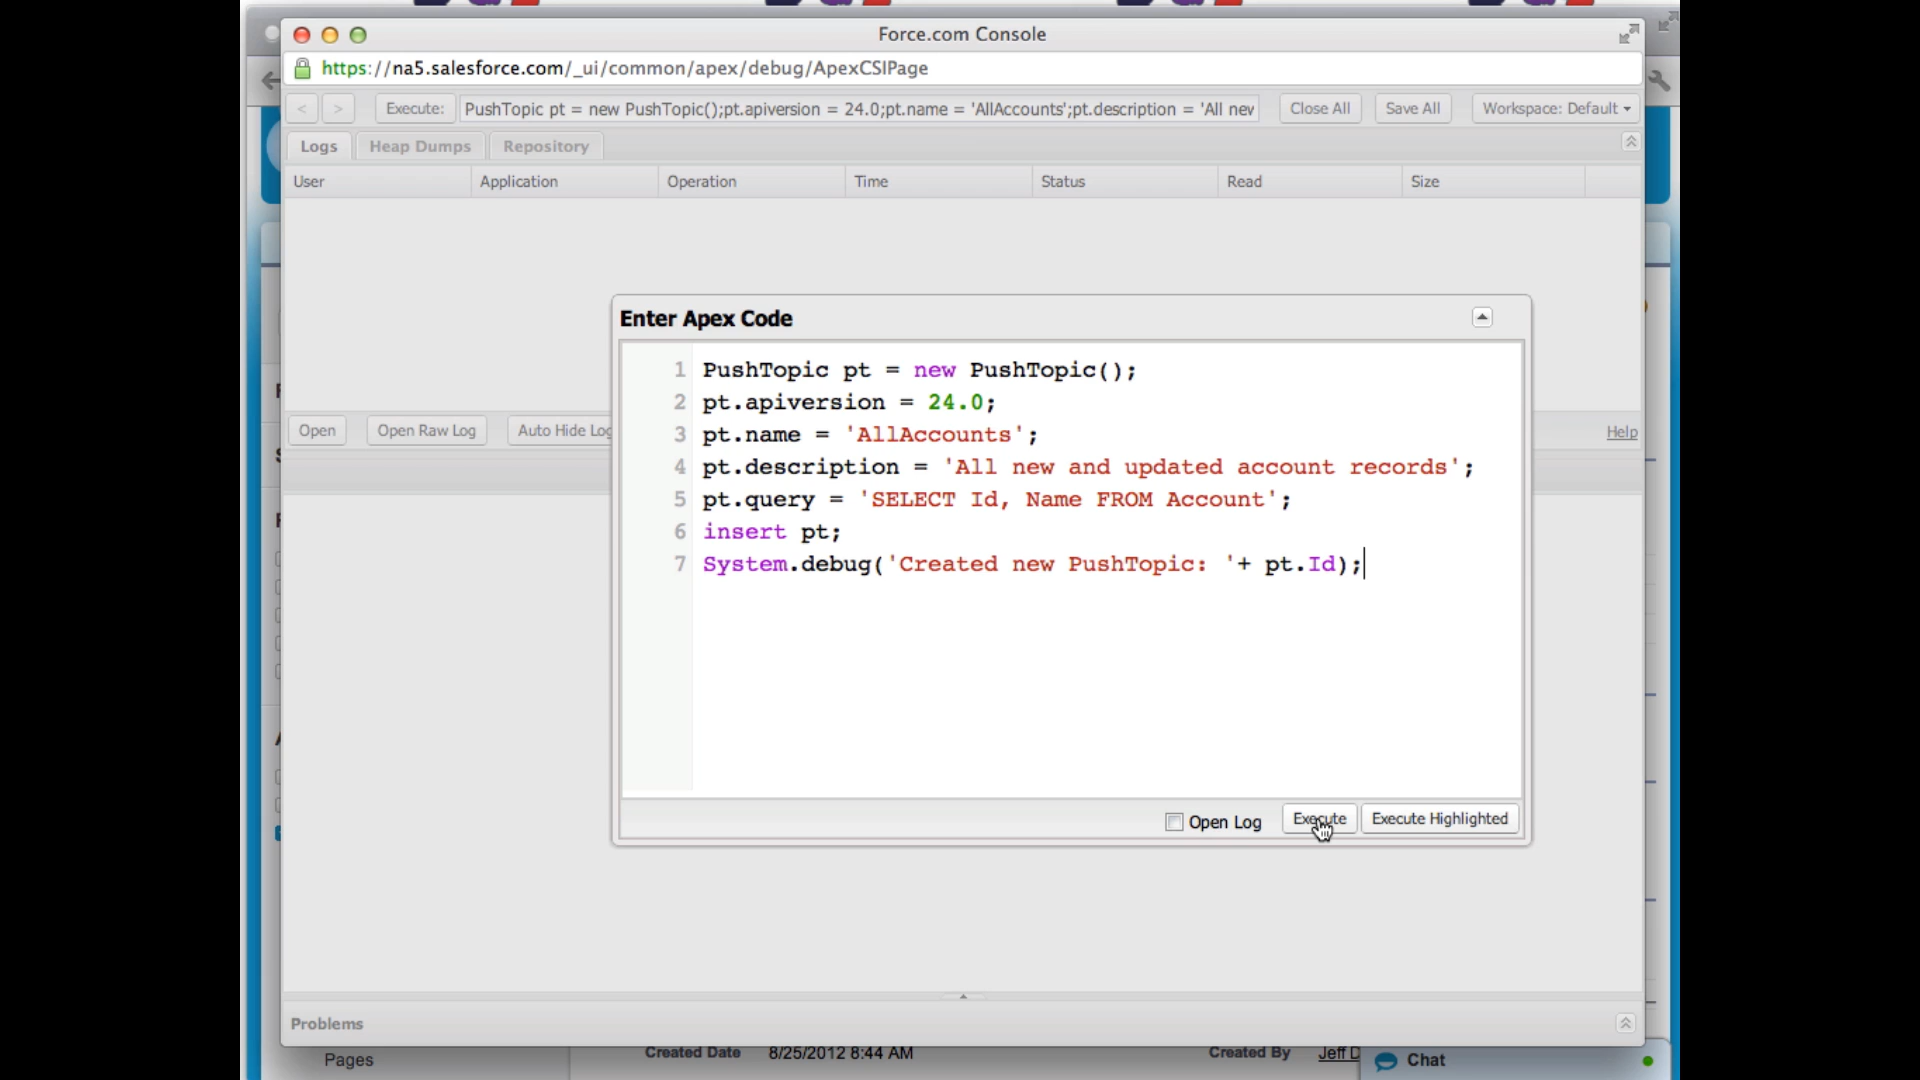 Force.com Console
https://na5.salesforce.com/_ui/common/apex/debug/ApexCSIPage
< > Execute: PushTopic pt = new PushTopic();pt.apiversion = 24.0;pt.name = 'AllAccounts';pt.description = 'All new Close All Save All Workspace: Default
Logs Heap Dumps Repository
User Application Operation Time Status Read Size
Enter Apex Code
1 PushTopic pt = new PushTopic();
2 pt.apiversion = 24.0;
3 pt.name = 'AllAccounts';
4 pt.description = 'All new and updated account records';
5 pt.query = 'SELECT Id, Name FROM Account';
6 insert pt;
7 System.debug('Created new PushTopic: '+ pt.Id);
Open Open Raw Log Auto Hide Log Help
Open Log Execute Execute Highlighted
Problems
Pages Created Date 8/25/2012 8:44 AM Created By Jeff D Chat